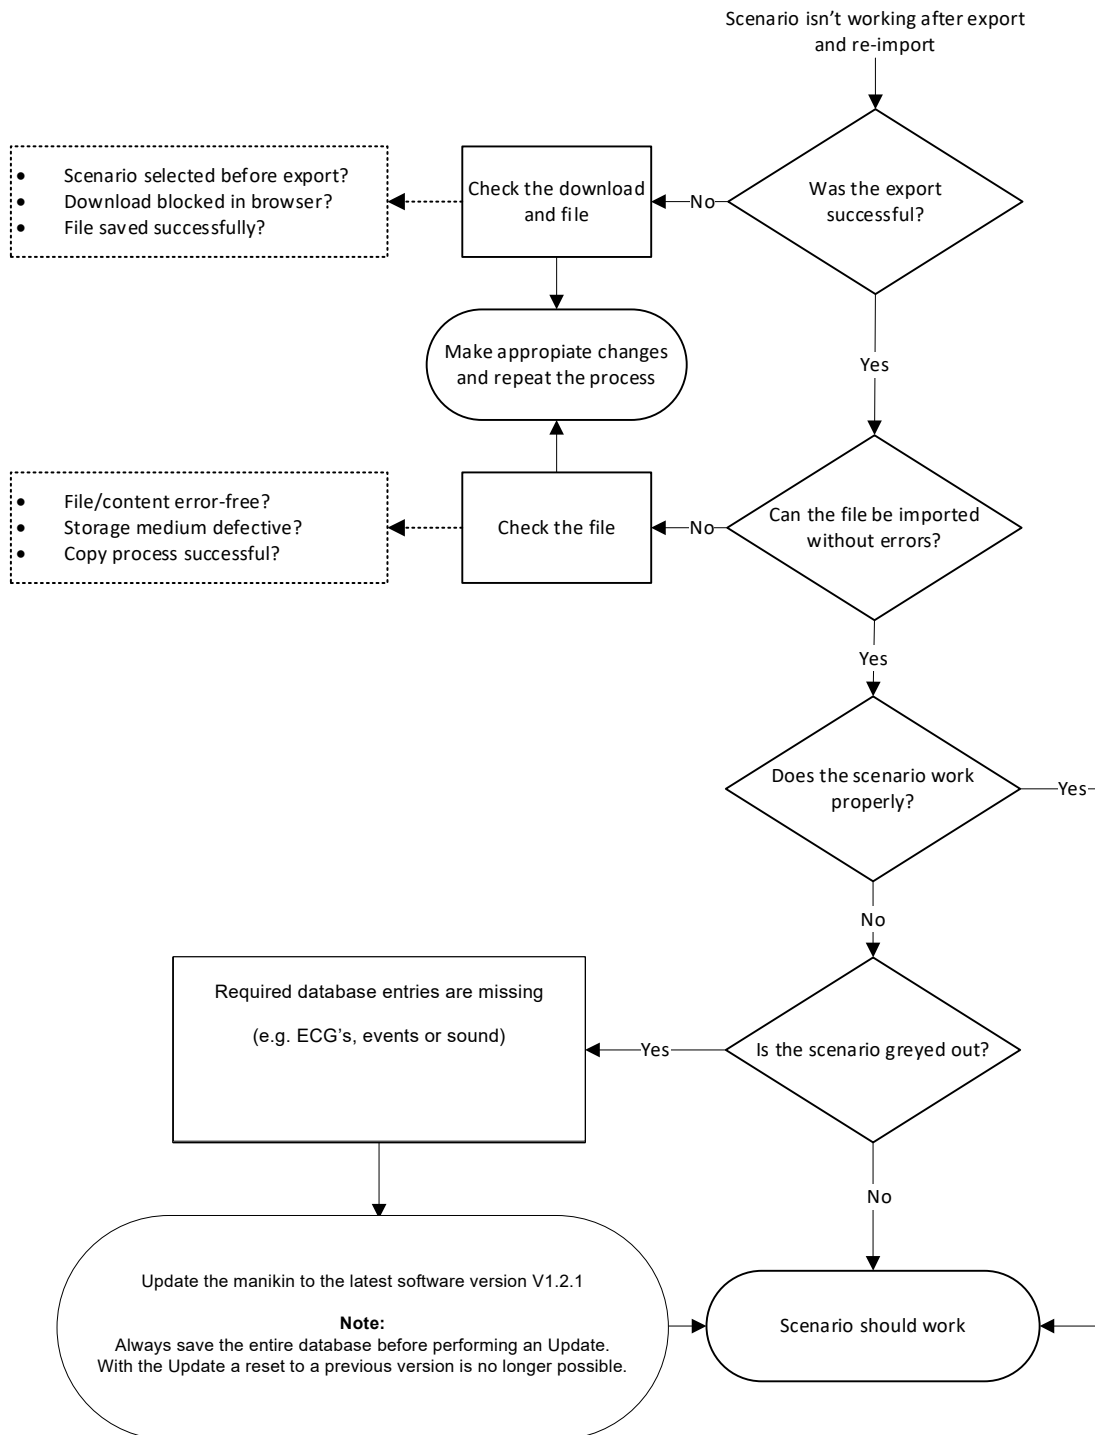 Scenario isn't working after export
and re-import
Was the export
successful?
No
Check the download
and file
• Scenario selected before export?
• Download blocked in browser?
• File saved successfully?
Make appropiate changes
and repeat the process
Yes
Can the file be imported
without errors?
No
Check the file
• File/content error-free?
• Storage medium defective?
• Copy process successful?
Yes
Does the scenario work
properly?
Yes
No
Is the scenario greyed out?
Yes
Required database entries are missing
(e.g. ECG's, events or sound)
No
Update the manikin to the latest software version V1.2.1
Note:
Always save the entire database before performing an Update.
With the Update a reset to a previous version is no longer possible.
Scenario should work